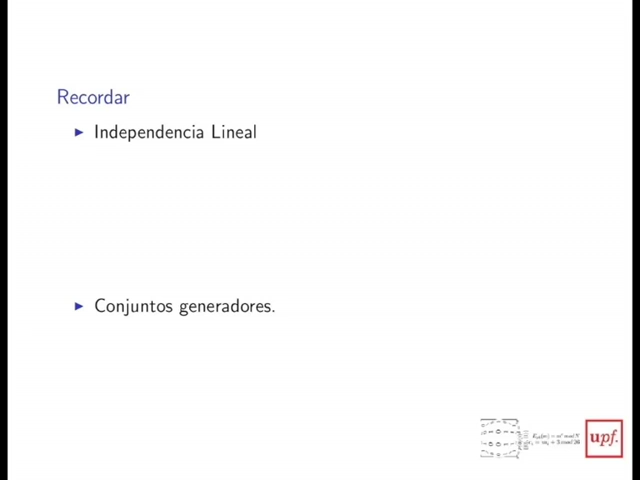 Recordar
▶ Independencia Lineal
▶ Conjuntos generadores.
upf.